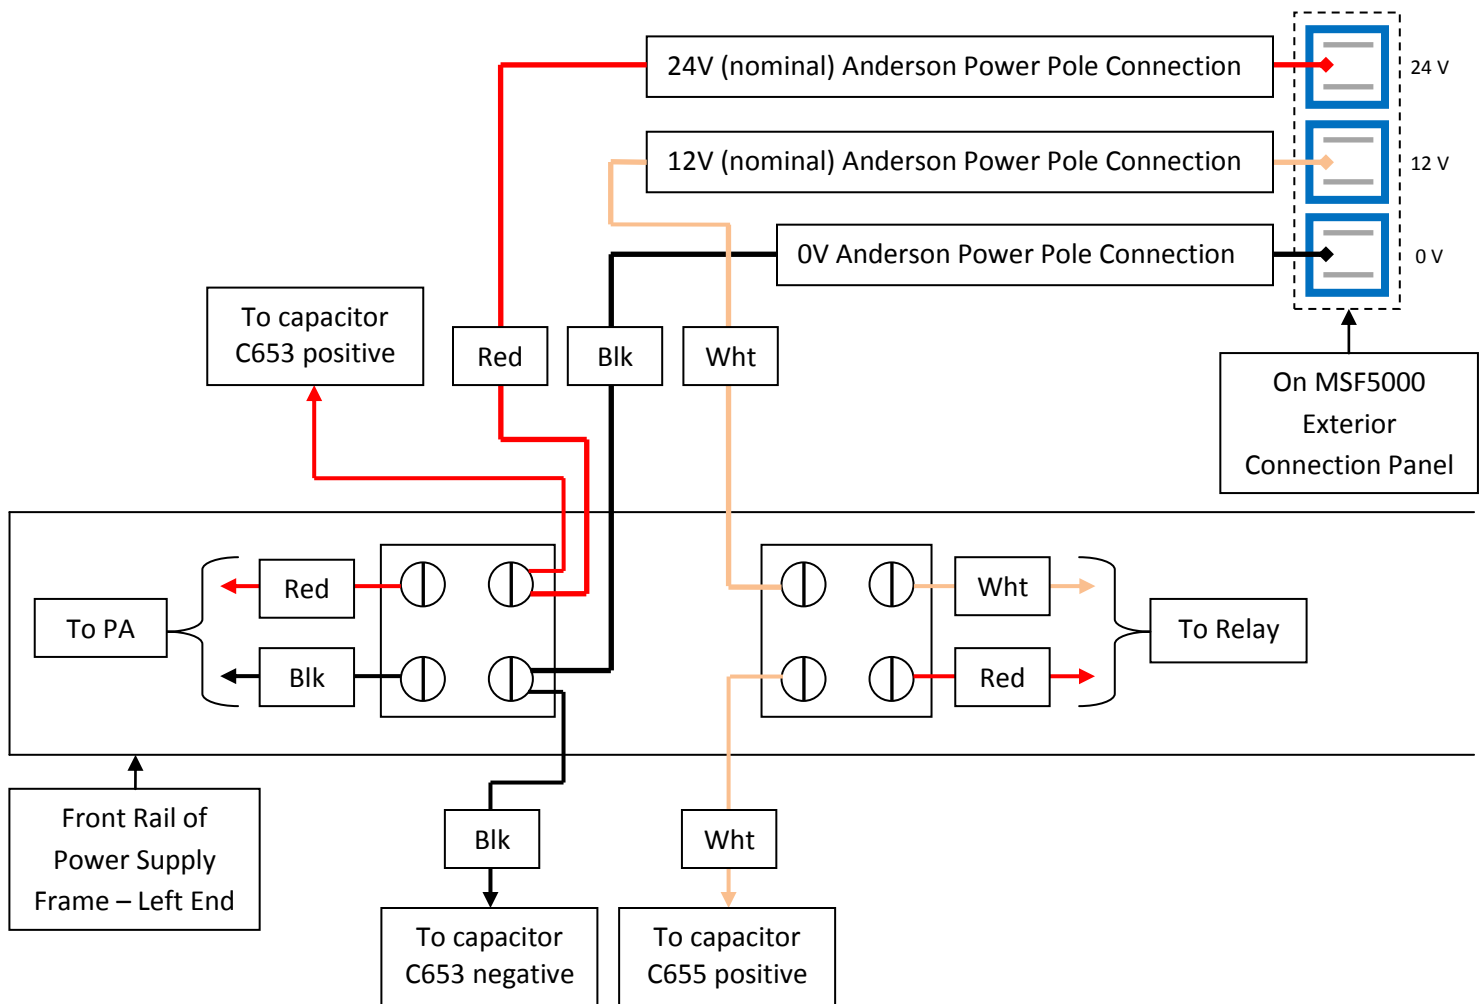 24V (nominal) Anderson Power Pole Connection
24 V
12V (nominal) Anderson Power Pole Connection
12 V
0V Anderson Power Pole Connection
0 V
To capacitor
C653 positive
Red
Blk
Wht
On MSF5000
Exterior
Connection Panel
To PA
Red
Blk
Wht
Red
To Relay
Front Rail of
Power Supply
Frame – Left End
Blk
Wht
To capacitor
C653 negative
To capacitor
C655 positive